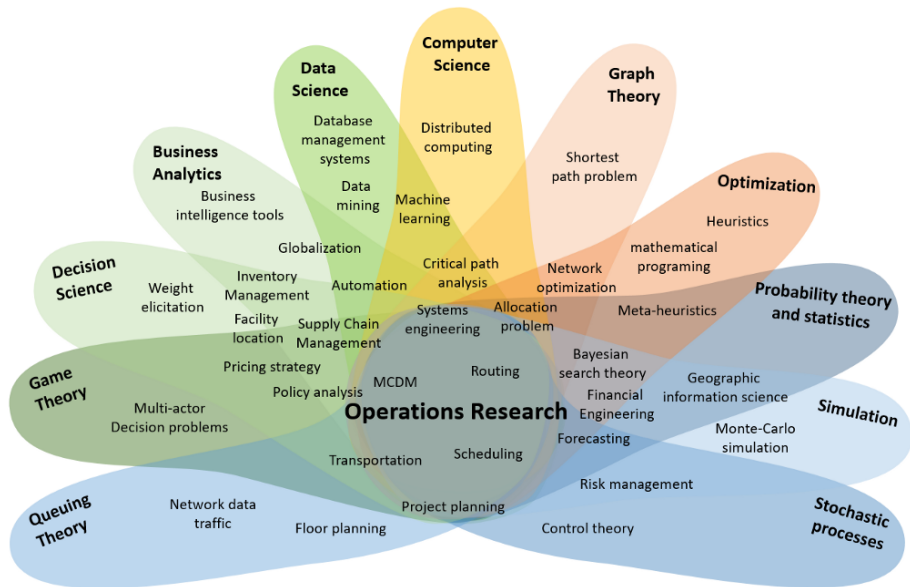 Computer
Science
Data
Science
Graph
Theory
Database
management
systems
Distributed
computing
Business
Analytics
Shortest
path problem
Optimization
Data
mining
Business
intelligence tools
Machine
learning
Heuristics
Globalization
mathematical
programing
Decision
Science
Critical path
analysis
Network
optimization
Weight
elicitation
Inventory
Management
Automation
Probability theory
and statistics
Systems
engineering
Allocation
problem
Meta-heuristics
Facility
location
Supply Chain
Management
Game
Theory
Pricing strategy
Bayesian
search theory
Policy analysis
MCDM
Routing
Geographic
information science
Financial
Engineering
Multi-actor
Decision problems
Operations Research
Simulation
Forecasting
Monte-Carlo
simulation
Transportation
Scheduling
Risk management
Queuing
Theory
Network data
traffic
Floor planning
Project planning
Control theory
Stochastic
processes